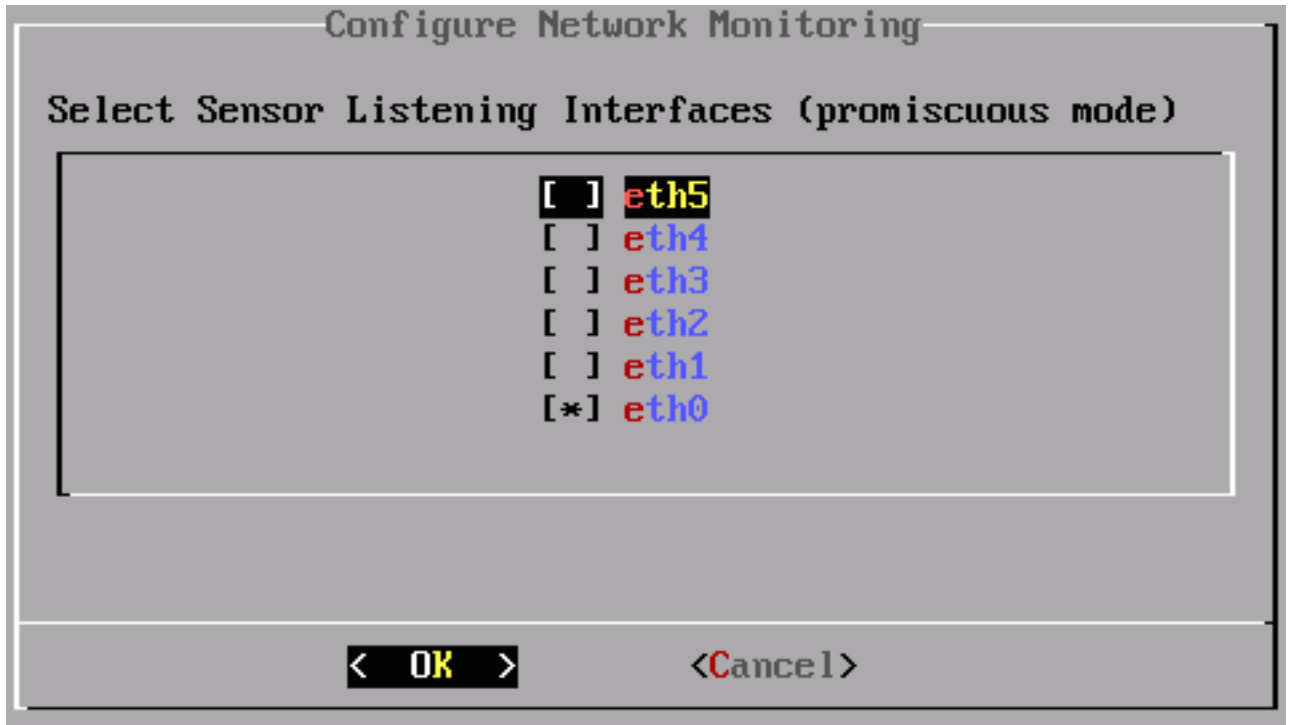 Configure Network Monitoring
Select Sensor Listening Interfaces (promiscuous mode)
[ ] eth5
[ ] eth4
[ ] eth3
[ ] eth2
[ ] eth1
[*] eth0
< OK > <Cancel>